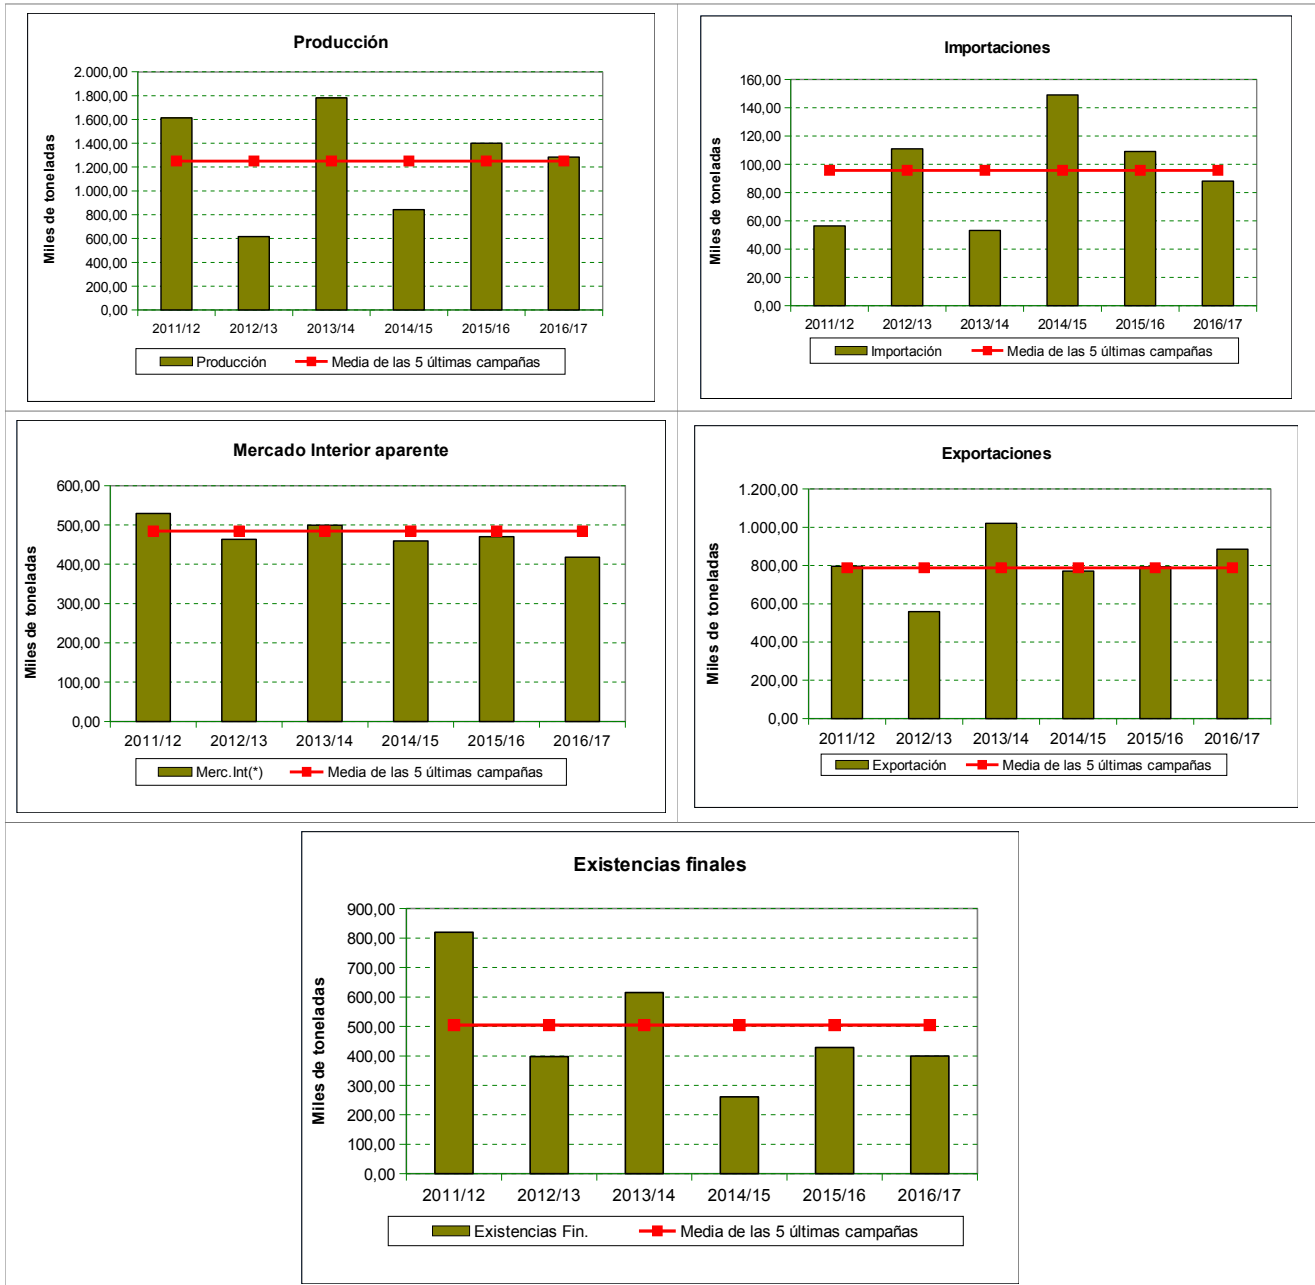 Producción
Miles de toneladas
2.000,00
1.800,00
1.600,00
1.400,00
1.200,00
1.000,00
800,00
600,00
400,00
200,00
0,00
2011/12 2012/13 2013/14 2014/15 2015/16 2016/17
Producción Media de las 5 últimas campañas
Importaciones
Miles de toneladas
160,00
140,00
120,00
100,00
80,00
60,00
40,00
20,00
0,00
2011/12 2012/13 2013/14 2014/15 2015/16 2016/17
Importación Media de las 5 últimas campañas
Mercado Interior aparente
Miles de toneladas
600,00
500,00
400,00
300,00
200,00
100,00
0,00
2011/12 2012/13 2013/14 2014/15 2015/16 2016/17
Merc.Int(*) Media de las 5 últimas campañas
Exportaciones
Miles de toneladas
1.200,00
1.000,00
800,00
600,00
400,00
200,00
0,00
2011/12 2012/13 2013/14 2014/15 2015/16 2016/17
Exportación Media de las 5 últimas campañas
Existencias finales
Miles de toneladas
900,00
800,00
700,00
600,00
500,00
400,00
300,00
200,00
100,00
0,00
2011/12 2012/13 2013/14 2014/15 2015/16 2016/17
Existencias Fin. Media de las 5 últimas campañas